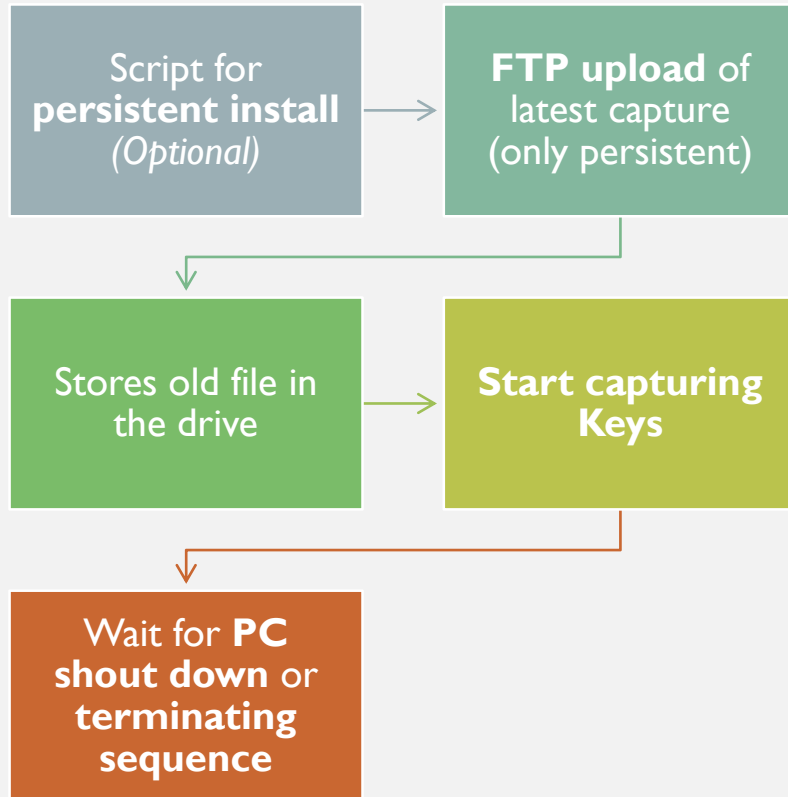 Script for
persistent install
(Optional)
FTP upload of
latest capture
(only persistent)
Stores old file in
the drive
Start capturing
Keys
Wait for PC
shout down or
terminating
sequence